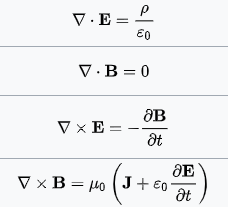 ∇ · 𝐄 = ρ/ε₀
∇ · 𝐁 = 0
∇ × 𝐄 = −∂𝐁/∂t
∇ × 𝐁 = μ₀(𝐉 + ε₀ ∂𝐄/∂t)